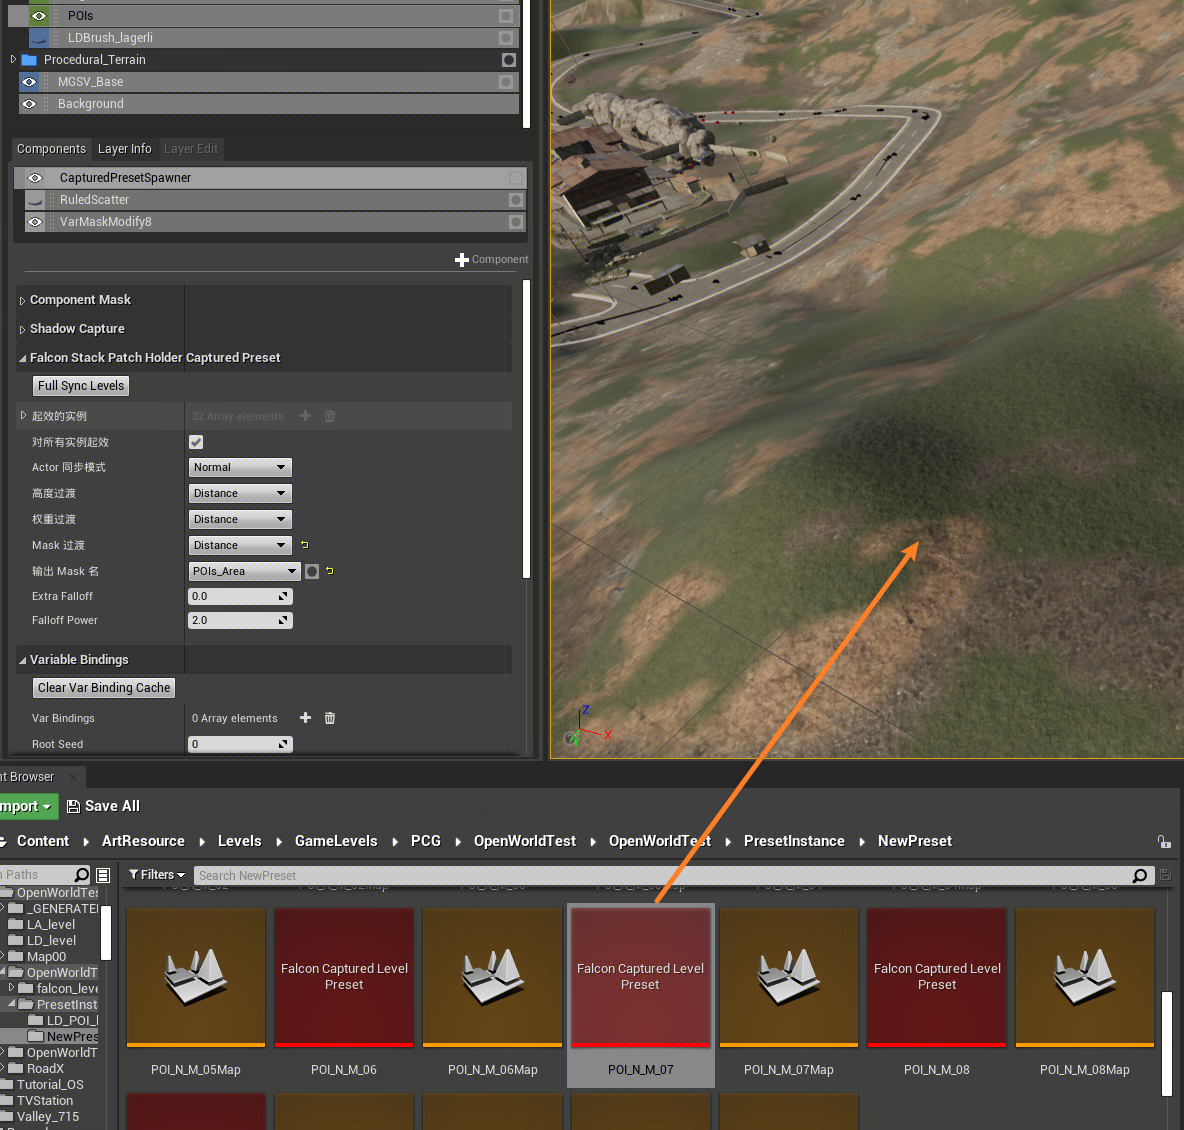 POIs
LDBrush_lagerli
Procedural_Terrain
MGSV_Base
Background
Components
Layer Info
Layer Edit
CapturedPresetSpawner
RuledScatter
VarMaskModify8
Component
Component Mask
Shadow Capture
Falcon Stack Patch Holder Captured Preset
Full Sync Levels
起效的实例
32 Array elements
对所有实例起效
Actor 同步模式
Normal
高度过渡
Distance
权重过渡
Distance
Mask 过渡
Distance
输出 Mask 名
POIs_Area
Extra Falloff
0.0
Falloff Power
2.0
Variable Bindings
Clear Var Binding Cache
Var Bindings
0 Array elements
Root Seed
0
Z
X
nt Browser
mport
Save All
Content
ArtResource
Levels
GameLevels
PCG
OpenWorldTest
OpenWorldTest
PresetInstance
NewPreset
h Paths
Filters
Search NewPreset
OpenWorldTes
_GENERATE
LA_level
LD_level
Map00
OpenWorldT
falcon_leve
PresetInst
LD_POI_
NewPres
OpenWorldT
RoadX
Tutorial_OS
TVStation
Valley_715
Falcon Captured Level
Preset
Falcon Captured Level
Preset
Falcon Captured Level
Preset
POI_N_M_05Map
POI_N_M_06
POI_N_M_06Map
POI_N_M_07
POI_N_M_07Map
POI_N_M_08
POI_N_M_08Map